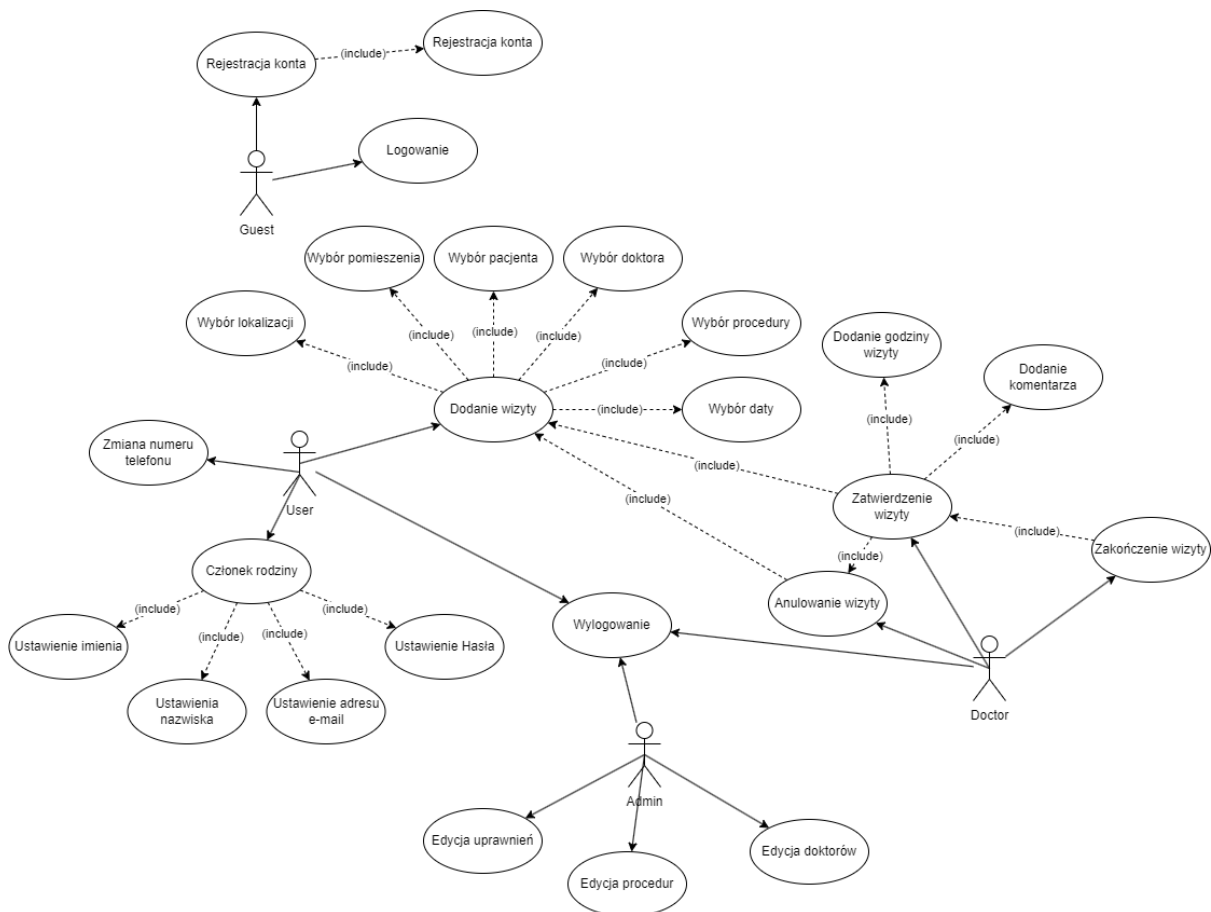 Rejestracja konta
(include)
Rejestracja konta
Logowanie
Guest
Wybór pomieszenia
Wybór pacjenta
Wybór doktora
Wybór lokalizacji
(include)
(include)
(include)
(include)
(include)
Wybór procedury
Dodanie wizyty
(include)
Wybór daty
Dodanie godziny
wizyty
Dodanie
komentarza
(include)
(include)
Zmiana numeru
telefonu
User
(include)
(include)
Zatwierdzenie
wizyty
(include)
Zakończenie wizyty
(include)
Członek rodziny
Anulowanie wizyty
(include)
(include)
(include)
(include)
Ustawienie imienia
Ustawienia
nazwiska
Ustawienie adresu
e-mail
Ustawienie Hasła
Wylogowanie
Doctor
Admin
Edycja uprawnień
Edycja procedur
Edycja doktorów